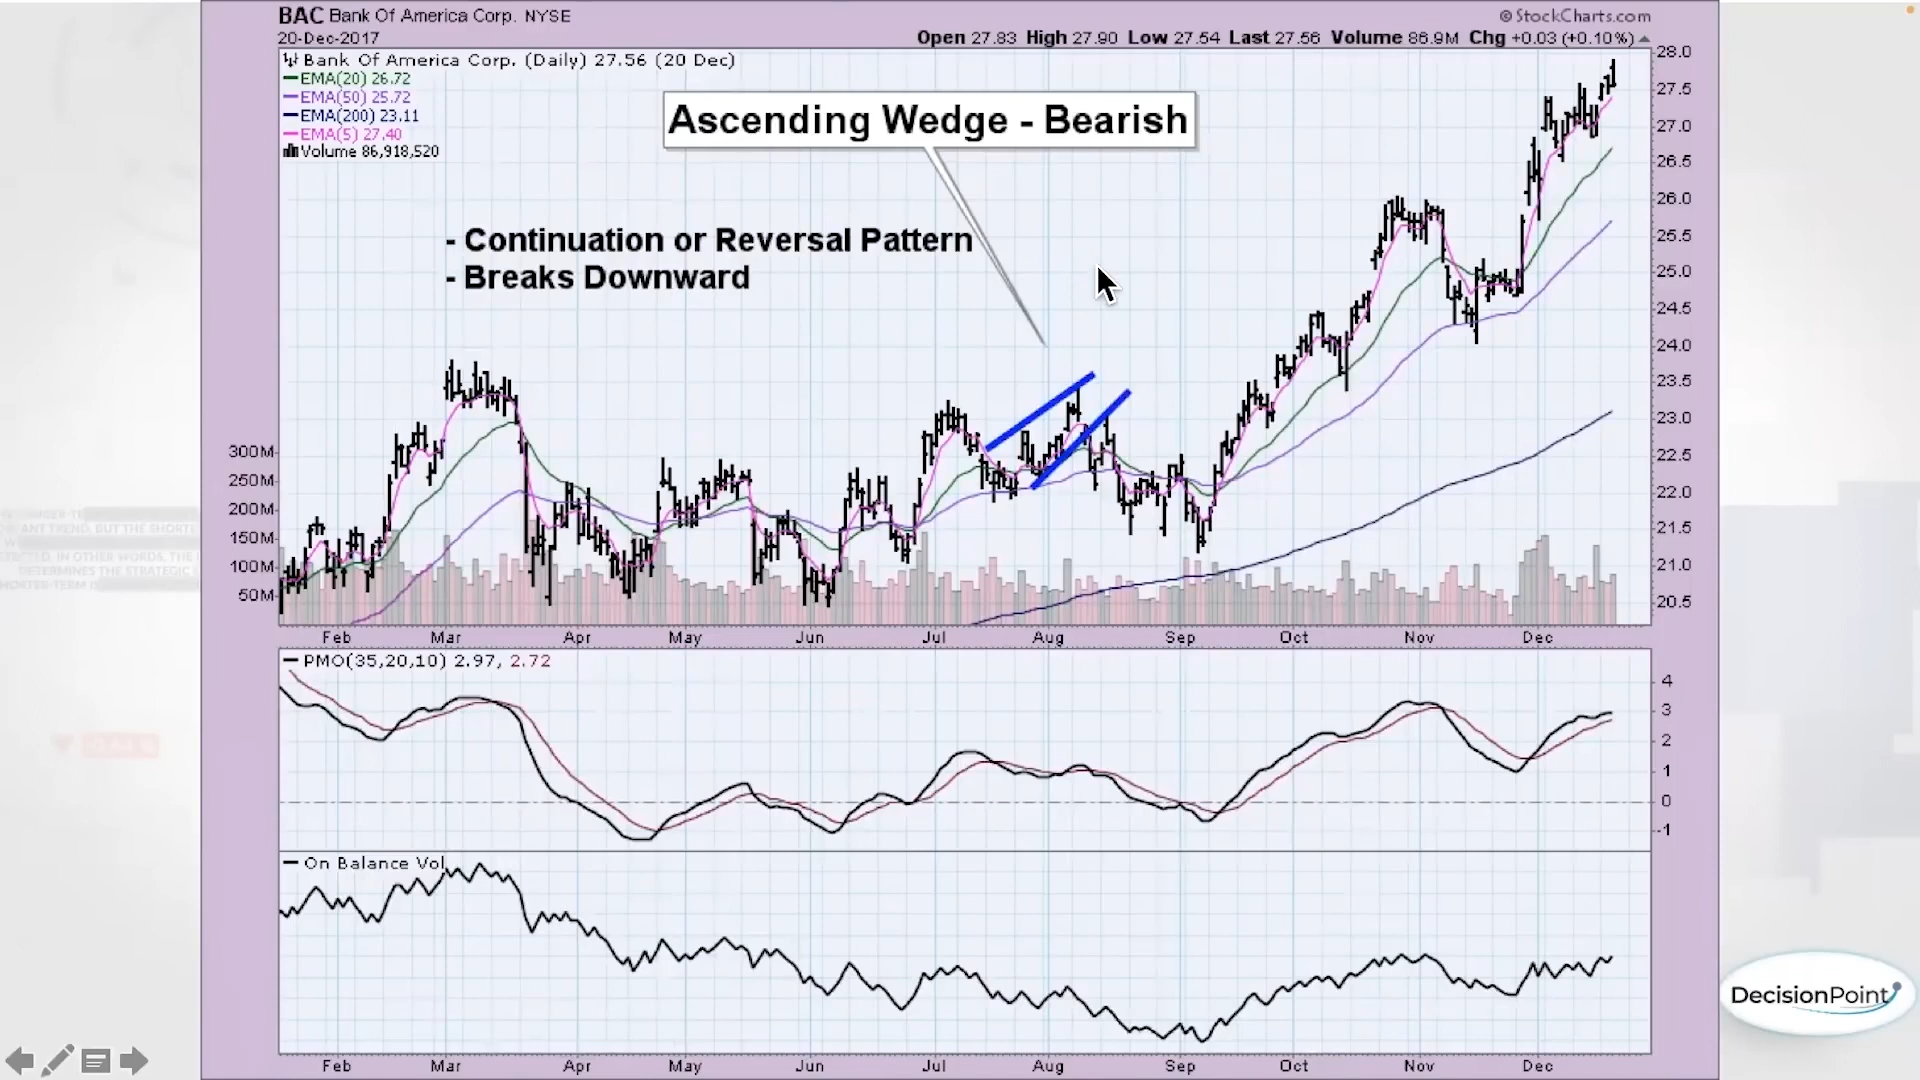 BAC Bank Of America Corp. NYSE
© StockCharts.com
20-Dec-2017
Open 27.83 High 27.90 Low 27.54 Last 27.56 Volume 86.9M Chg +0.03 (+0.10%)
Bank Of America Corp. (Daily) 27.56 (20 Dec)
EMA(20) 26.72
EMA(50) 25.72
EMA(200) 23.11
EMA(5) 27.40
Volume 86,918,520
Ascending Wedge - Bearish
- Continuation or Reversal Pattern
- Breaks Downward
28.0
27.5
27.0
26.5
26.0
25.5
25.0
24.5
24.0
23.5
23.0
22.5
22.0
21.5
21.0
20.5
300M
250M
200M
150M
100M
50M
Feb Mar Apr May Jun Jul Aug Sep Oct Nov Dec
PMO(35,20,10) 2.97, 2.72
4
3
2
1
0
-1
On Balance Vol
Feb Mar Apr May Jun Jul Aug Sep Oct Nov Dec
DecisionPoint